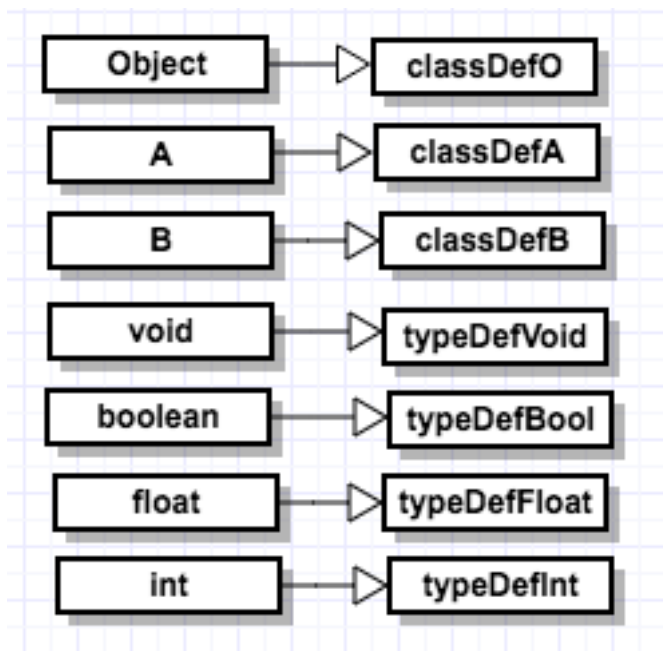 Object classDefO
A classDefA
B classDefB
void typeDefVoid
boolean typeDefBool
float typeDefFloat
int typeDefInt